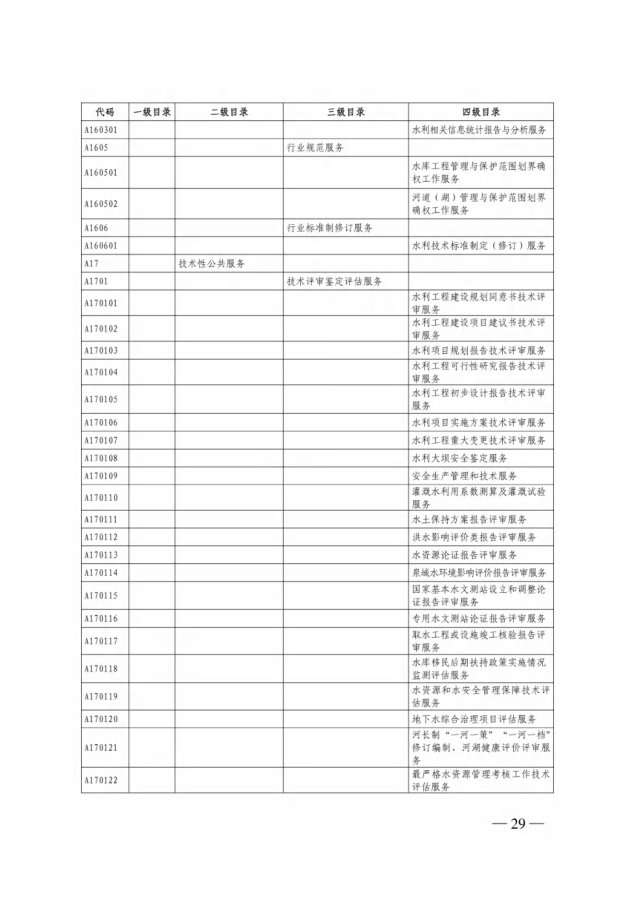 代码 一级目录 二级目录 三级目录 四级目录
A160301 水利相关信息统计报告与分析服务
A1605 行业规范服务
A160501 水库工程管理与保护范围划界确
权工作服务
A160502 河道（湖）管理与保护范围划界
确权工作服务
A1606 行业标准制修订服务
A160601 水利技术标准制定（修订）服务
A17 技术性公共服务
A1701 技术评审鉴定评估服务
A170101 水利工程建设规划同意书技术评
审服务
A170102 水利工程建设项目建议书技术评
审服务
A170103 水利项目规划报告技术评审服务
A170104 水利工程可行性研究报告技术评
审服务
A170105 水利工程初步设计报告技术评审
服务
A170106 水利项目实施方案技术评审服务
A170107 水利工程重大变更技术评审服务
A170108 水利大坝安全鉴定服务
A170109 安全生产管理和技术服务
A170110 灌溉水利用系数测算及灌溉试验
服务
A170111 水土保持方案报告评审服务
A170112 洪水影响评价类报告评审服务
A170113 水资源论证报告评审服务
A170114 泉域水环境影响评价报告评审服务
A170115 国家基本水文测站设立和调整论
证报告评审服务
A170116 专用水文测站论证报告评审服务
A170117 取水工程或设施竣工核验报告评
审服务
A170118 水库移民后期扶持政策实施情况
监测评估服务
A170119 水资源和水安全管理保障技术评
估服务
A170120 地下水综合治理项目评估服务
A170121 河长制“一河一策”“一河一档”
修订编制、河湖健康评价评审服
务
A170122 最严格水资源管理考核工作技术
评估服务
— 29 —